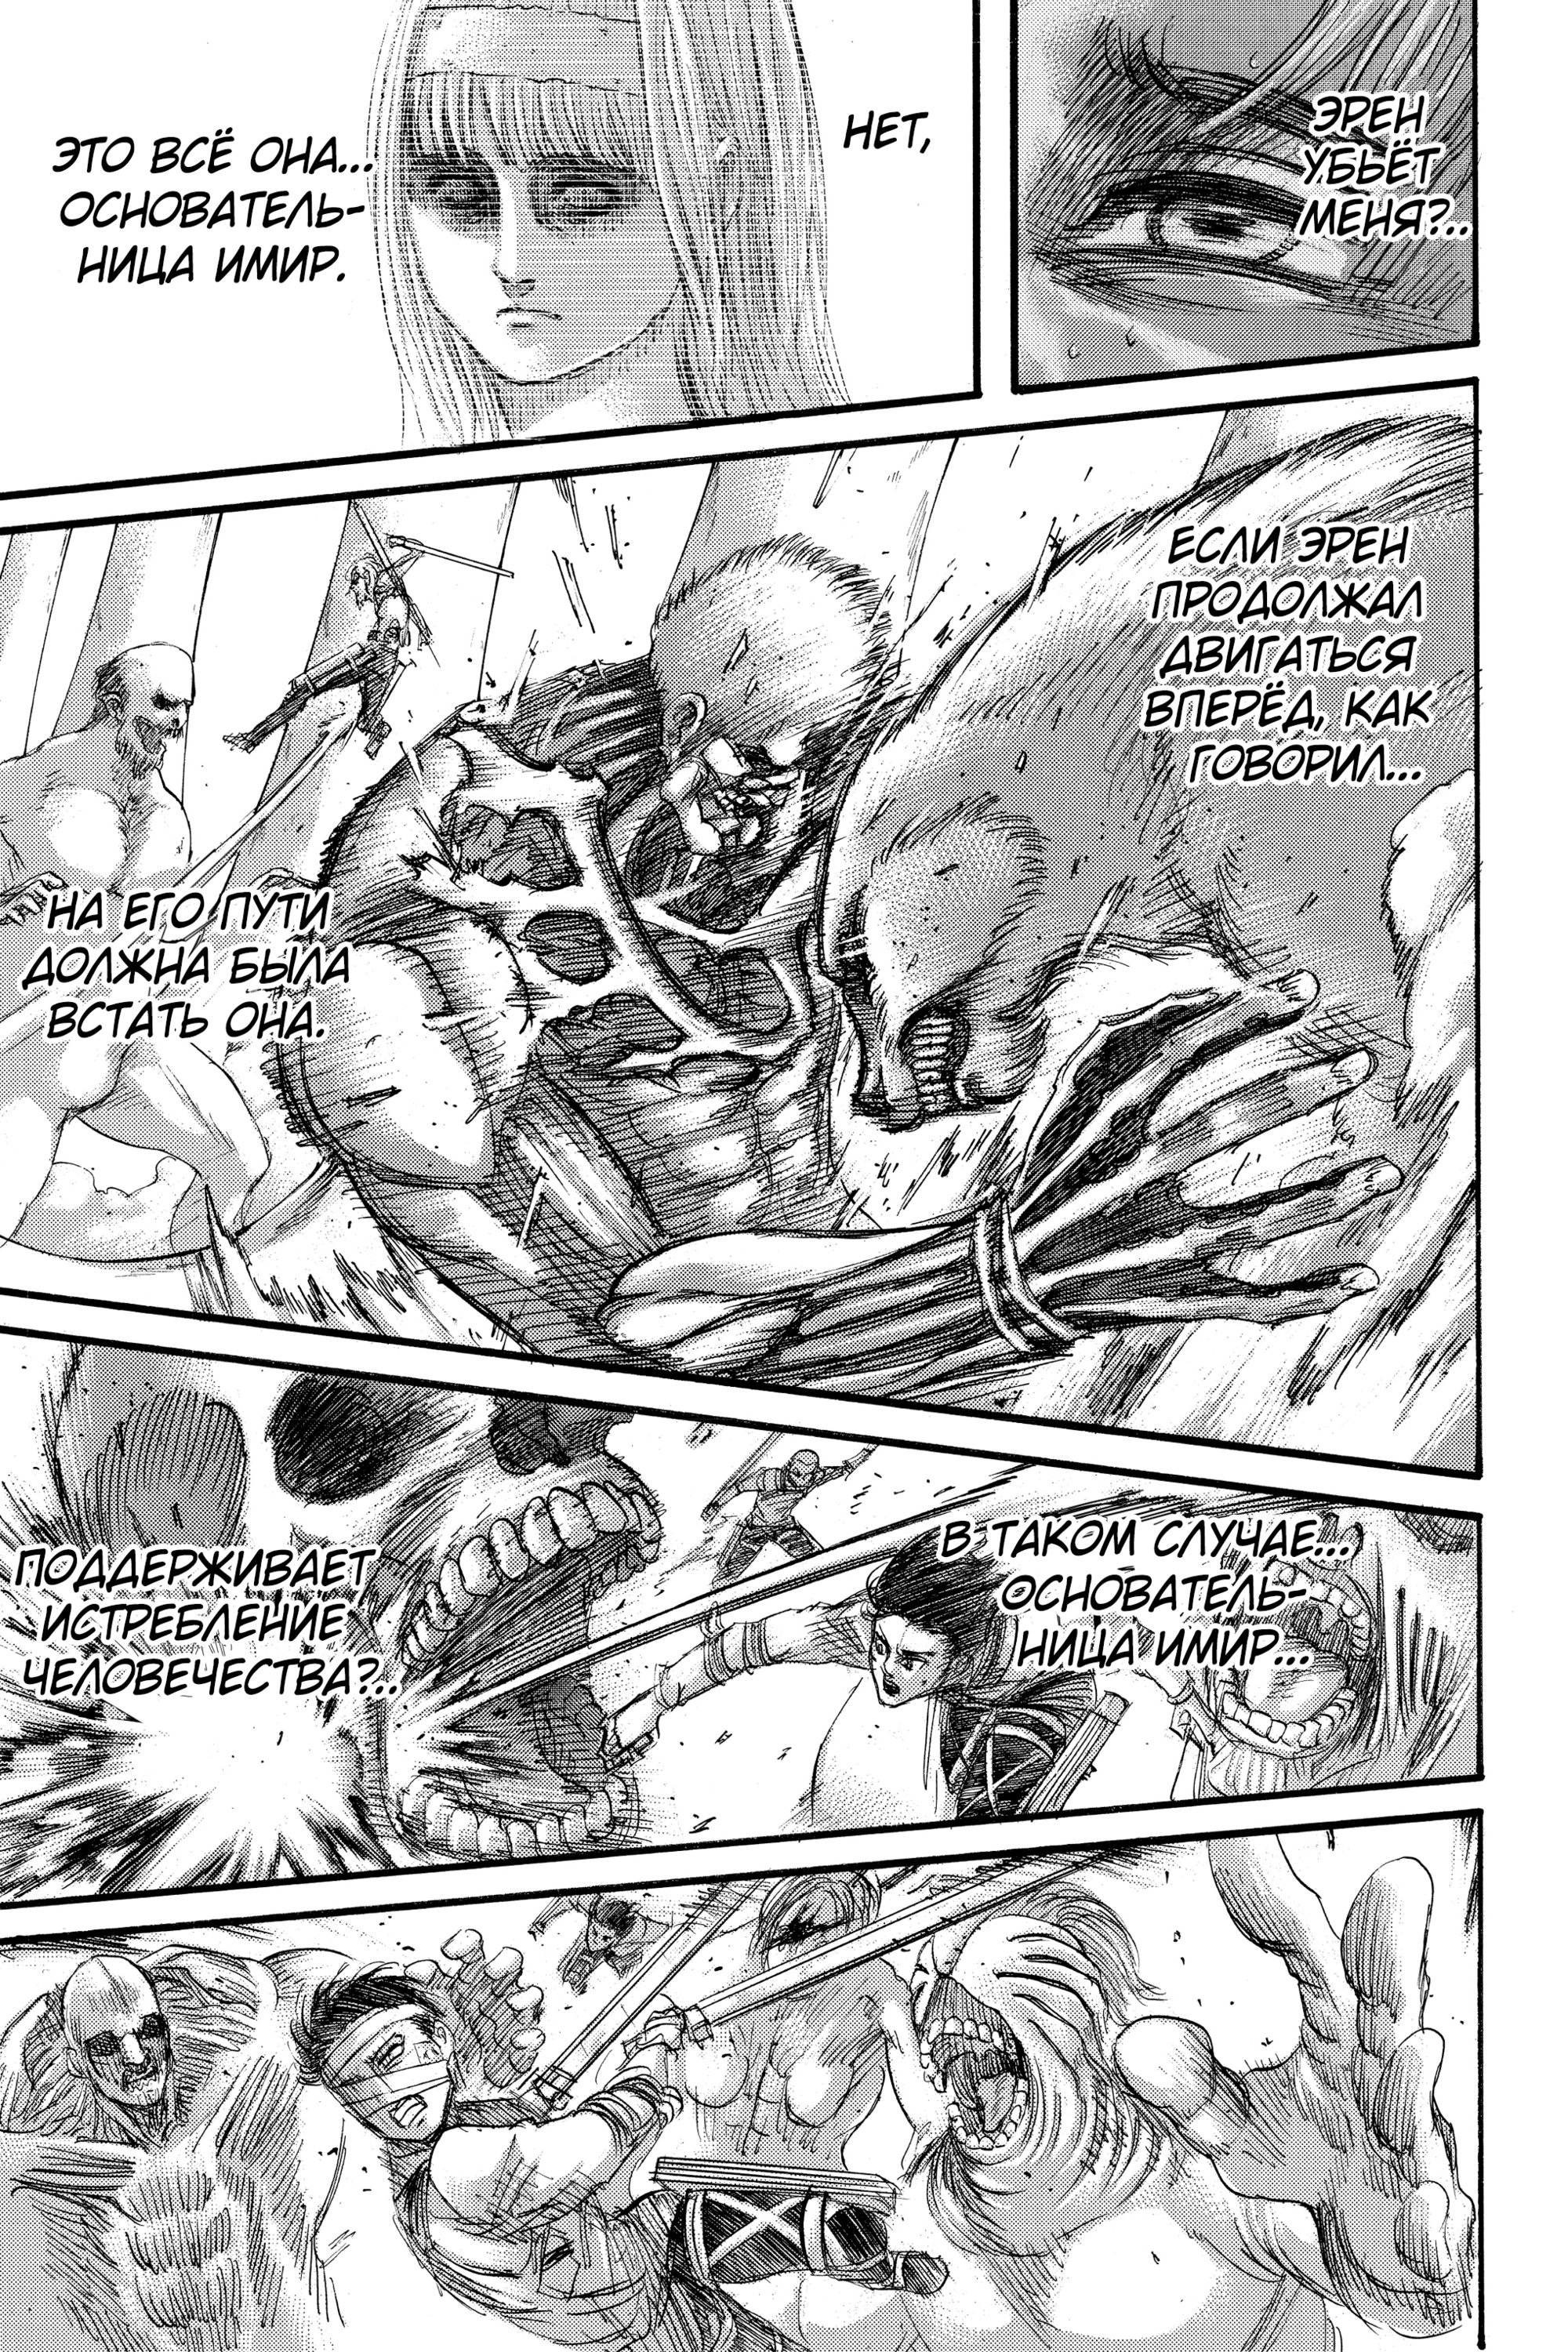 ЭРЕН
УБЬЁТ
МЕНЯ?..
НЕТ,
ЭТО ВСЁ ОНА...
ОСНОВАТЕЛЬ-
НИЦА ИМИР.
ЕСЛИ ЭРЕН
ПРОДОЛЖАЛ
ДВИГАТЬСЯ
ВПЕРЁД, КАК
ГОВОРИЛ...
НА ЕГО ПУТИ
ДОЛЖНА БЫЛА
ВСТАТЬ ОНА.
В ТАКОМ СЛУЧАЕ...
ОСНОВАТЕЛЬ-
НИЦА ИМИР...
ПОДДЕРЖИВАЕТ
ИСТРЕБЛЕНИЕ
ЧЕЛОВЕЧЕСТВА?..